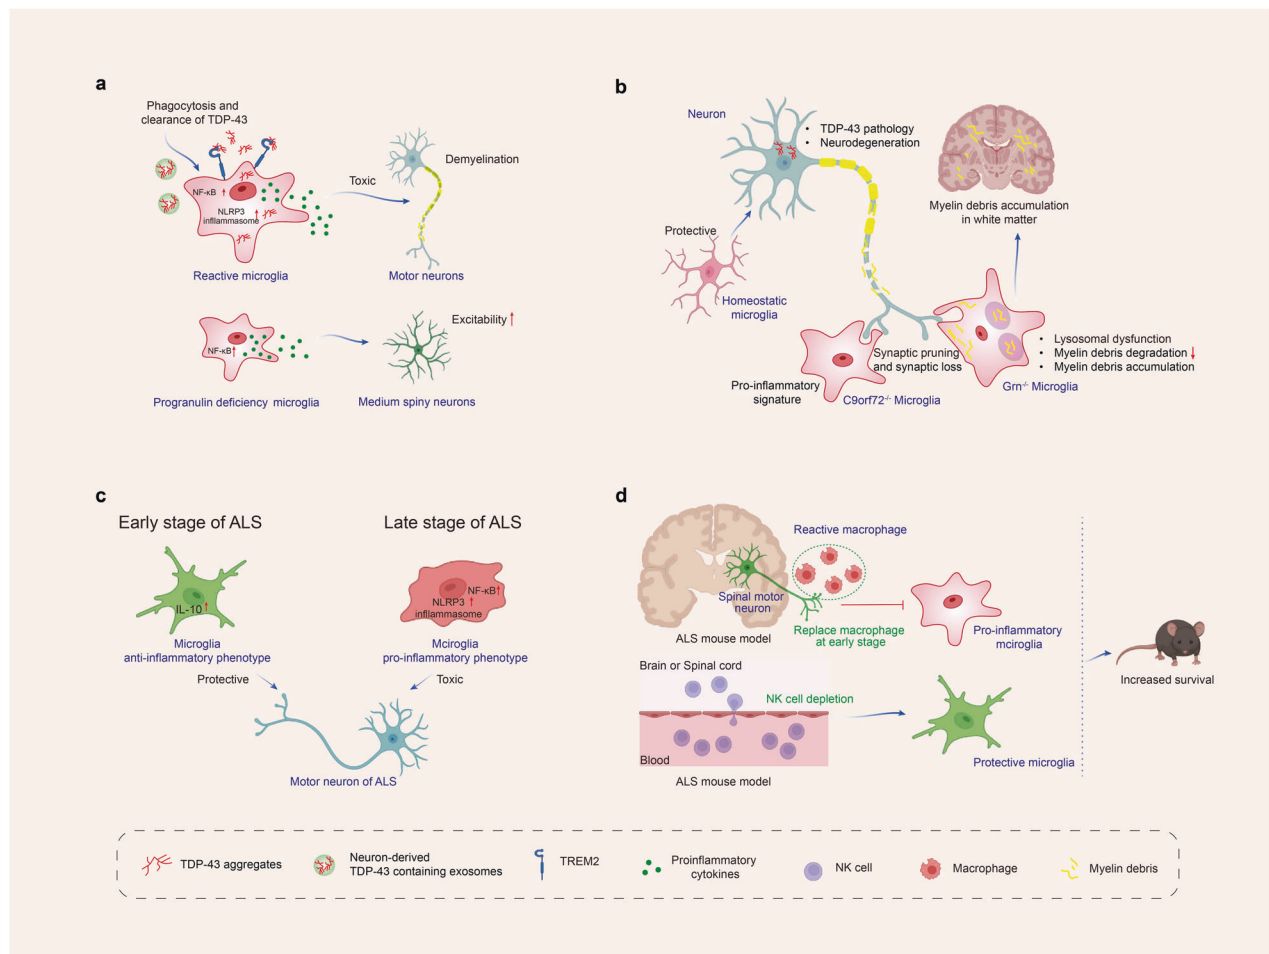 a
Phagocytosis and
clearance of TDP-43
NF-κB
NLRP3
inflammasome
Reactive microglia
Toxic
Demyelination
Motor neurons
NF-κB
Progranulin deficiency microglia
Excitability
Medium spiny neurons
b
Neuron
• TDP-43 pathology
• Neurodegeneration
Protective
Homeostatic
microglia
Myelin debris accumulation
in white matter
Synaptic pruning
and synaptic loss
Pro-inflammatory
signature
C9orf72-/- Microglia
• Lysosomal dysfunction
• Myelin debris degradation
• Myelin debris accumulation
Grn-/- Microglia
c
Early stage of ALS
Late stage of ALS
IL-10
NF-κB
NLRP3
inflammasome
Microglia
anti-inflammatory phenotype
Mciroglia
pro-inflammatory phenotype
Protective
Toxic
Motor neuron of ALS
d
Reactive macrophage
Spinal motor
neuron
ALS mouse model
Replace macrophage
at early stage
Pro-inflammatory
mciroglia
Brain or Spinal cord
NK cell depletion
Blood
ALS mouse model
Protective microglia
Increased survival
TDP-43 aggregates
Neuron-derived
TDP-43 containing exosomes
TREM2
Proinflammatory
cytokines
NK cell
Macrophage
Myelin debris